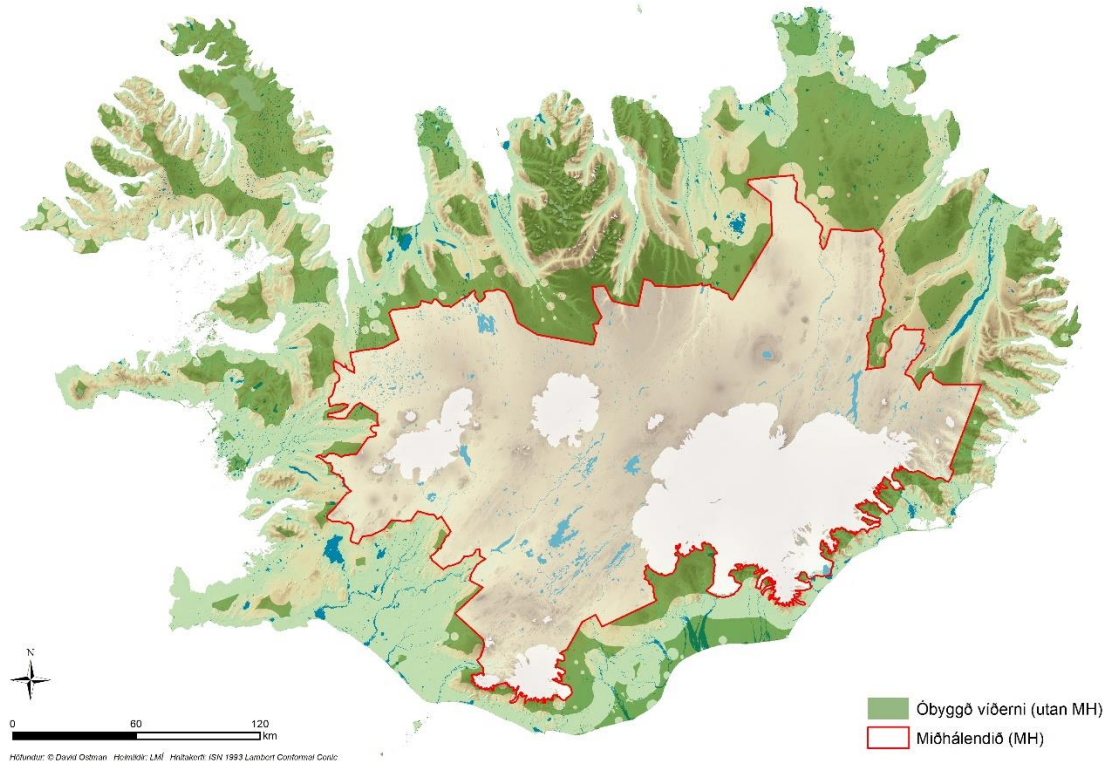 N
0 60 120
km
Höfundur: © David Ostman Heimildir: LMÍ Hnitakerfi: ISN 1993 Lambert Conformal Conic
Óbyggð víðerni (utan MH)
Miðhálendið (MH)